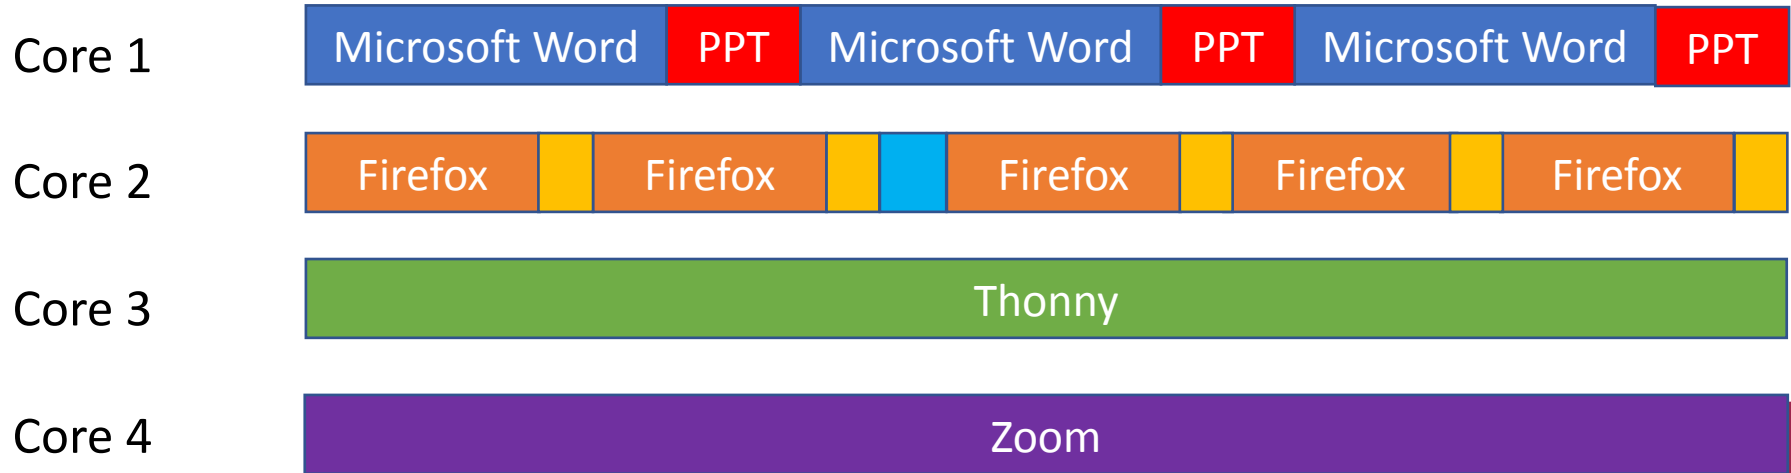 Core 1 Microsoft Word PPT Microsoft Word PPT Microsoft Word PPT
Core 2 Firefox Firefox Firefox Firefox Firefox
Core 3 Thonny
Core 4 Zoom